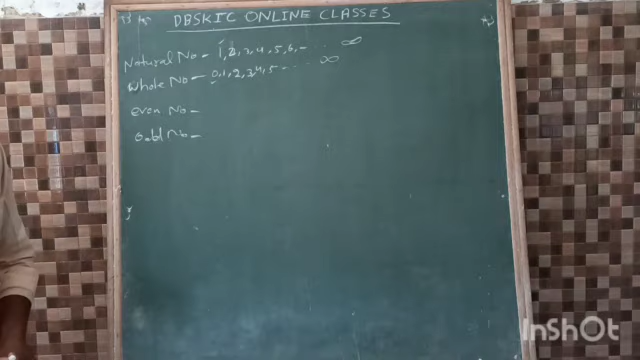 DBSKIC ONLINE CLASSES
Natural No - 1, 2, 3, 4, 5, 6, - . . . ∞
Whole No - 0, 1, 2, 3, 4, 5 - . . . ∞
even No -
odd No -
InShOt